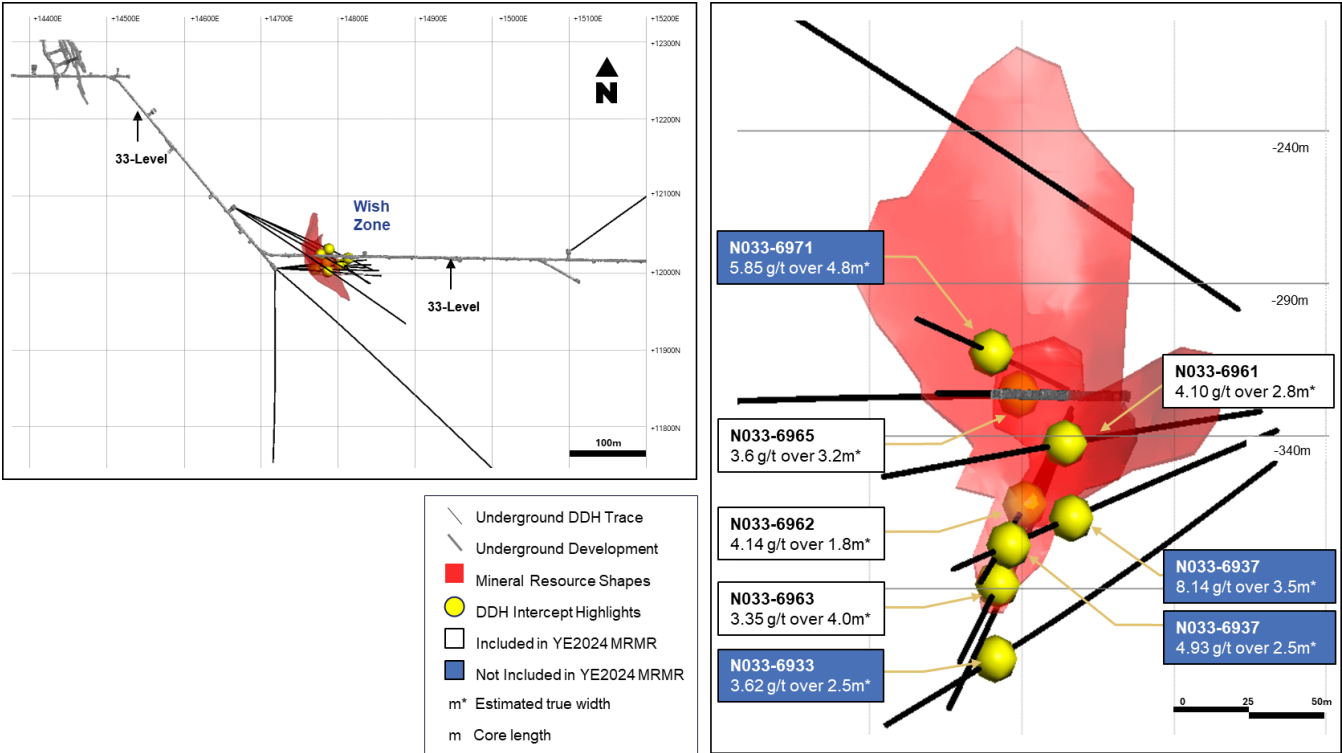 +14400E
+14500E
+14600E
+14700E
+14800E
+14900E
+15000E
+15100E
+15200E
+12300N
N
+12200N
33-Level
+12100N
Wish
Zone
+12000N
33-Level
+11900N
+11800N
100m
Underground DDH Trace
Underground Development
Mineral Resource Shapes
DDH Intercept Highlights
Included in YE2024 MRMR
Not Included in YE2024 MRMR
m* Estimated true width
m Core length
-240m
N033-6971
5.85 g/t over 4.8m*
-290m
N033-6961
4.10 g/t over 2.8m*
N033-6965
3.6 g/t over 3.2m*
-340m
N033-6962
4.14 g/t over 1.8m*
N033-6937
8.14 g/t over 3.5m*
N033-6963
3.35 g/t over 4.0m*
N033-6937
4.93 g/t over 2.5m*
N033-6933
3.62 g/t over 2.5m*
0 25 50m